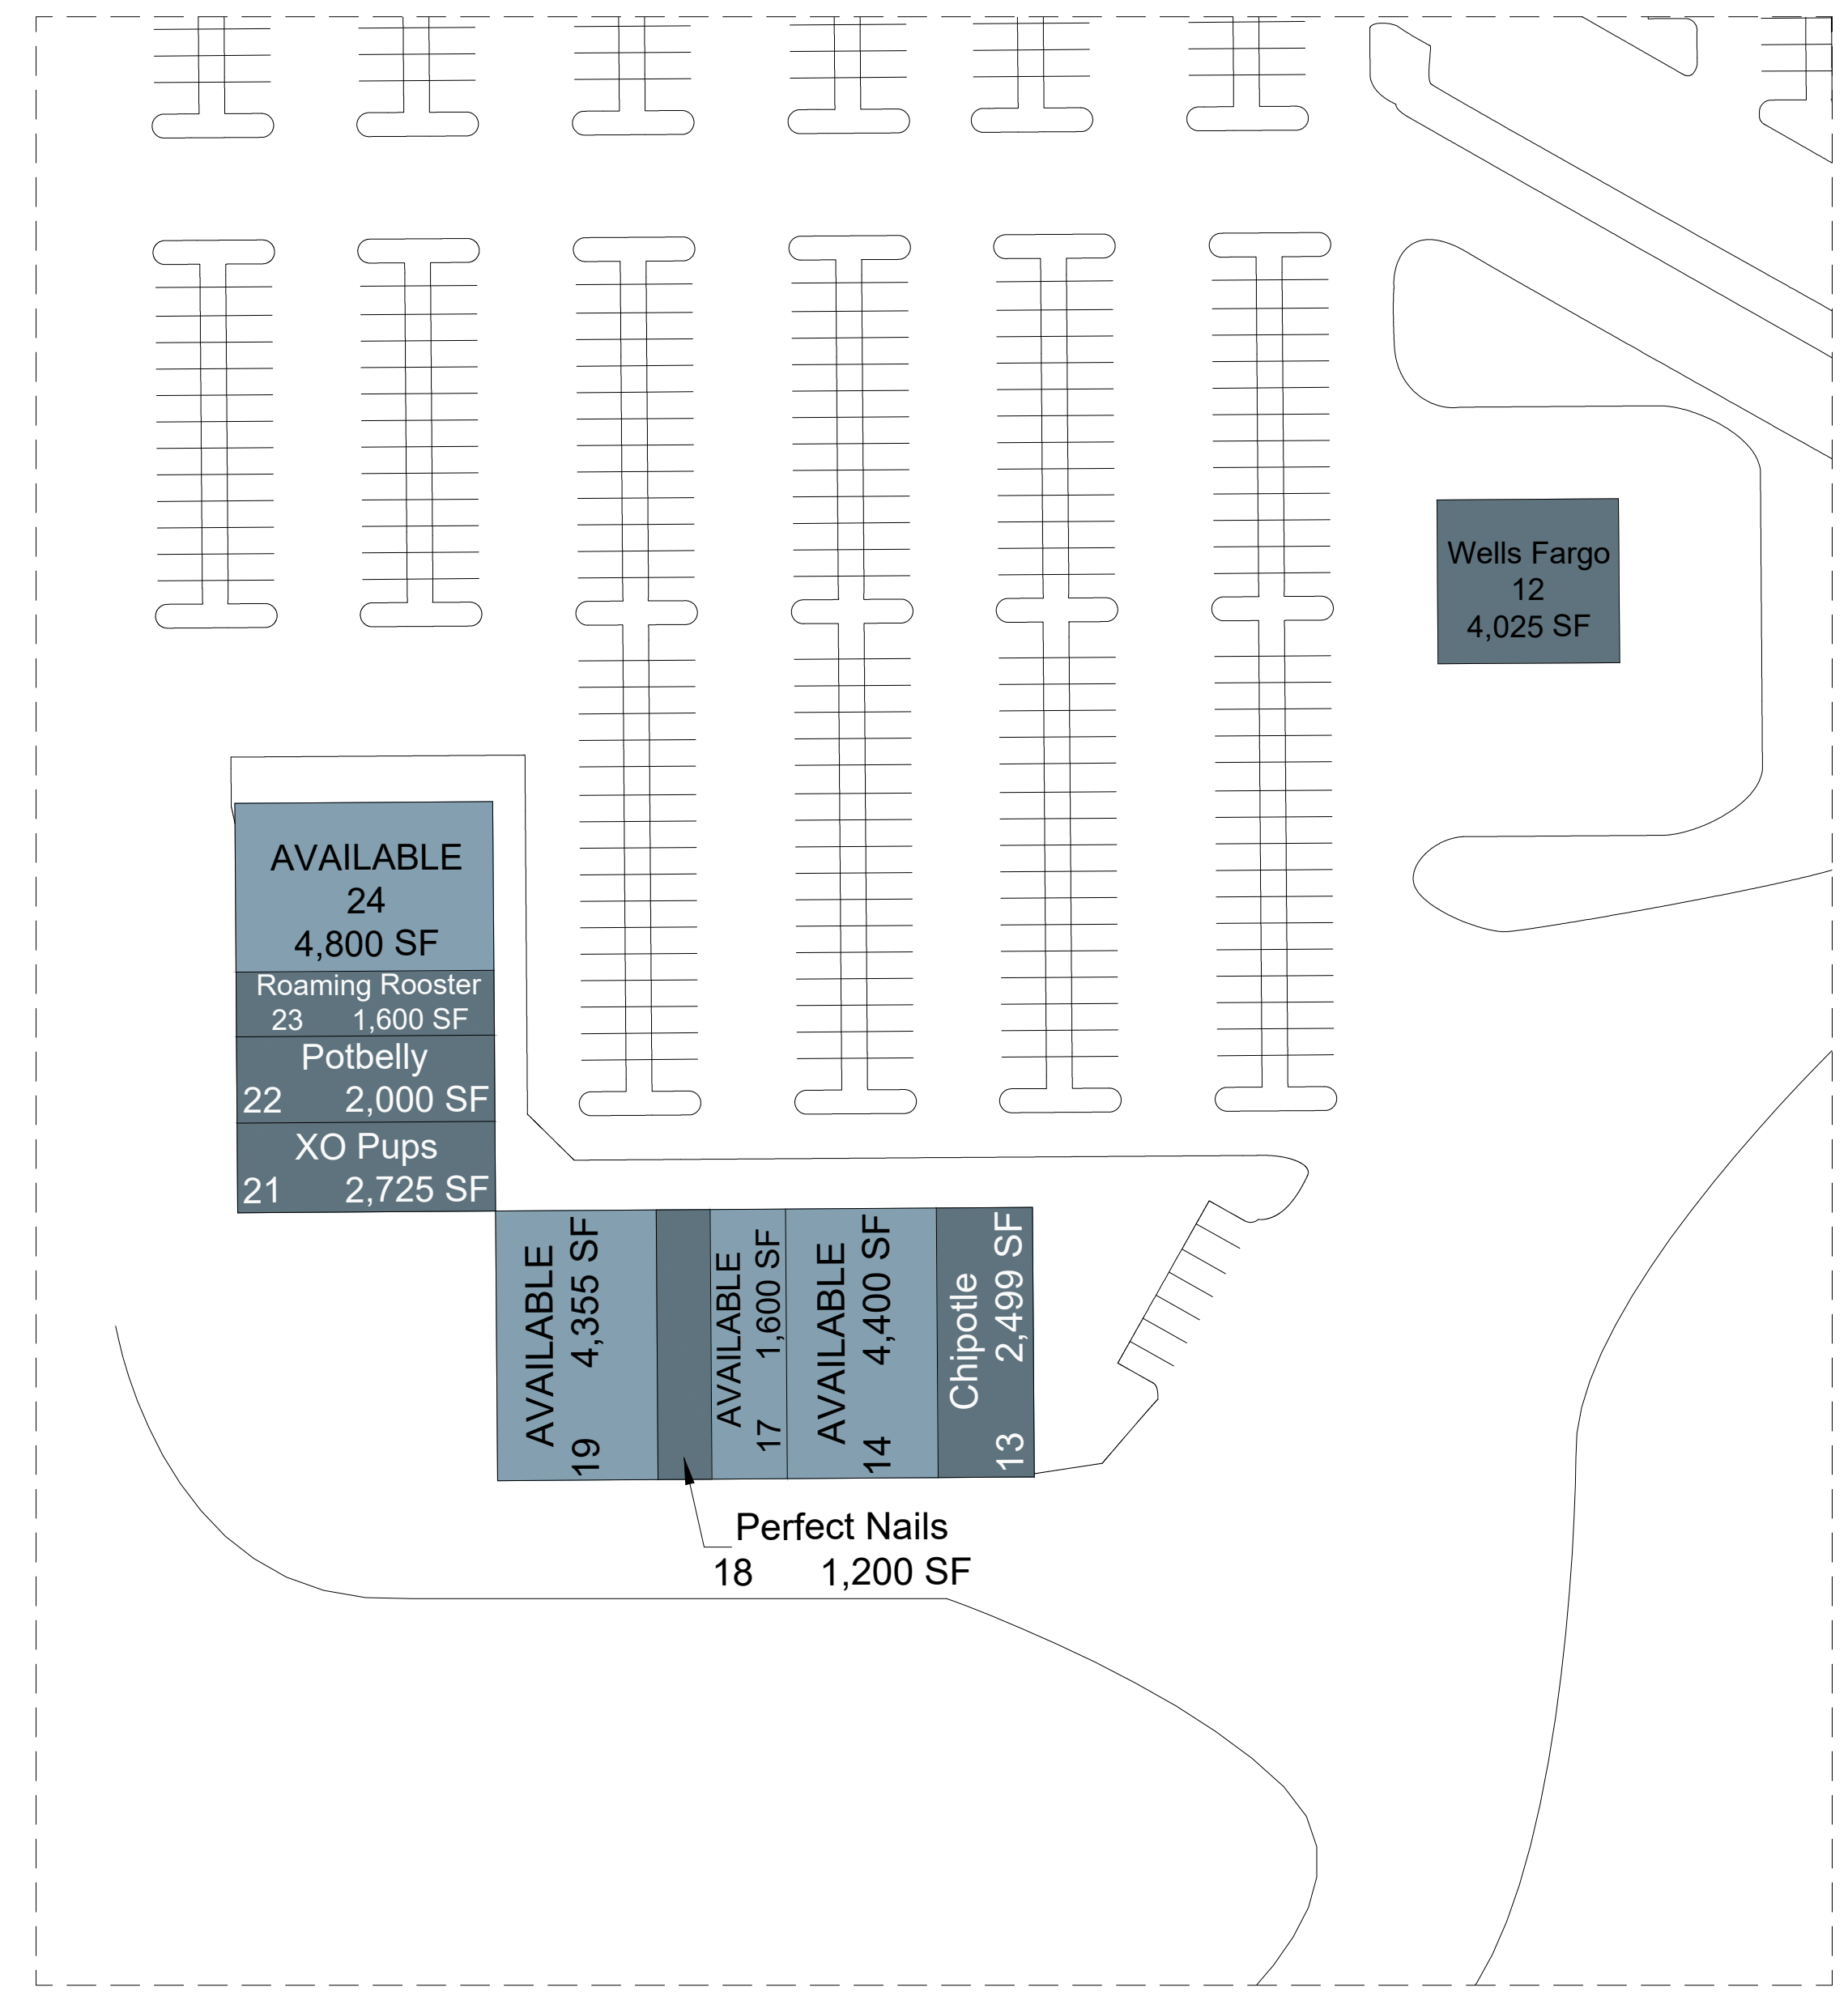 Wells Fargo
12
4,025 SF
AVAILABLE
24
4,800 SF
Roaming Rooster
23 1,600 SF
Potbelly
22 2,000 SF
XO Pups
21 2,725 SF
AVAILABLE
19 4,355 SF
AVAILABLE
17 1,600 SF
AVAILABLE
14 4,400 SF
Chipotle
13 2,499 SF
Perfect Nails
18 1,200 SF